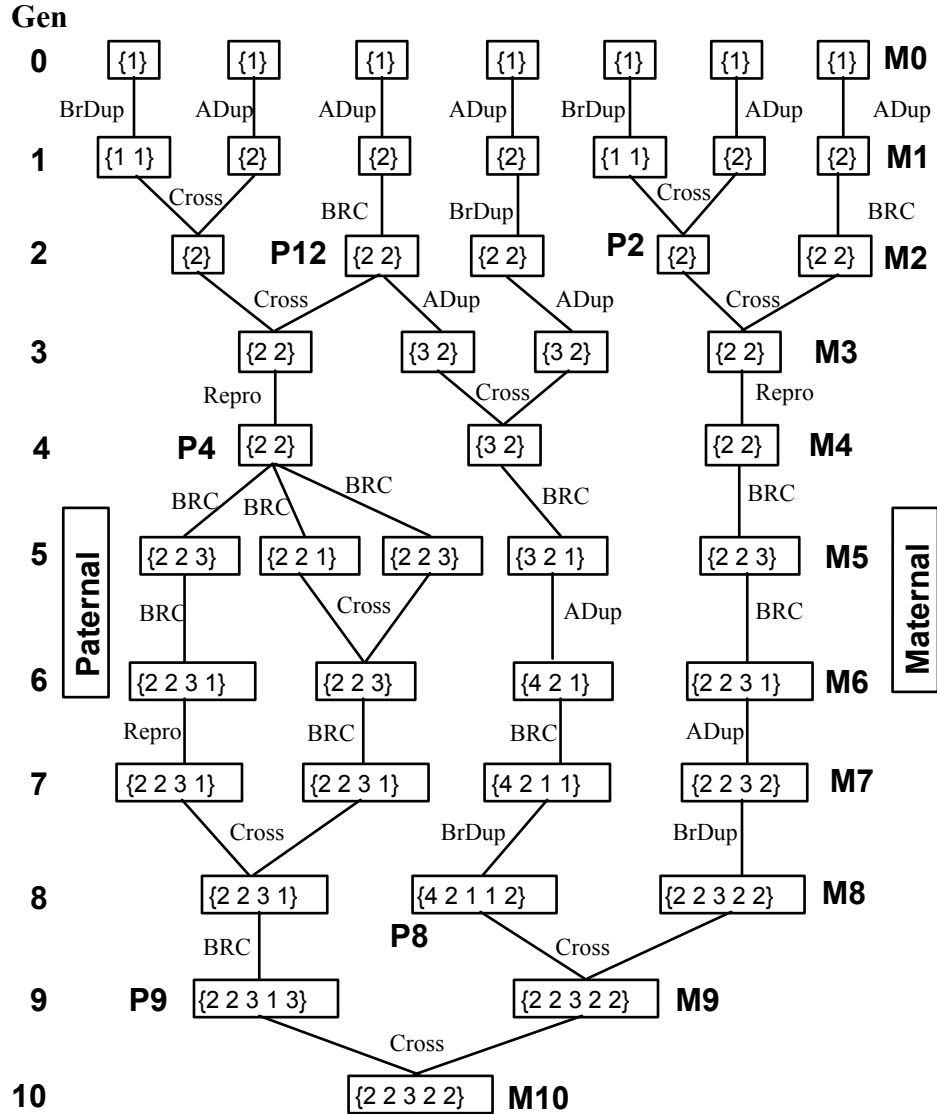 Gen
0 {1} {1} {1} {1} {1} {1} {1} M0
BrDup ADup ADup ADup BrDup ADup ADup
1 {1 1} {2} {2} {2} {1 1} {2} {2} M1
Cross BRC BrDup Cross BRC
2 {2} P12 {2 2} {2 2} P2 {2} {2 2} M2
Cross ADup ADup Cross
3 {2 2} {3 2} {3 2} {2 2} M3
Repro Cross Repro
4 P4 {2 2} {3 2} {2 2} M4
BRC BRC BRC BRC BRC
5 {2 2 3} {2 2 1} {2 2 3} {3 2 1} {2 2 3} M5
Paternal Maternal
BRC Cross ADup BRC
6 {2 2 3 1} {2 2 3} {4 2 1} {2 2 3 1} M6
Repro BRC BRC ADup
7 {2 2 3 1} {2 2 3 1} {4 2 1 1} {2 2 3 2} M7
Cross BrDup BrDup
8 {2 2 3 1} {4 2 1 1 2} {2 2 3 2 2} M8
P8
BRC Cross
9 P9 {2 2 3 1 3} {2 2 3 2 2} M9
Cross
10 {2 2 3 2 2} M10